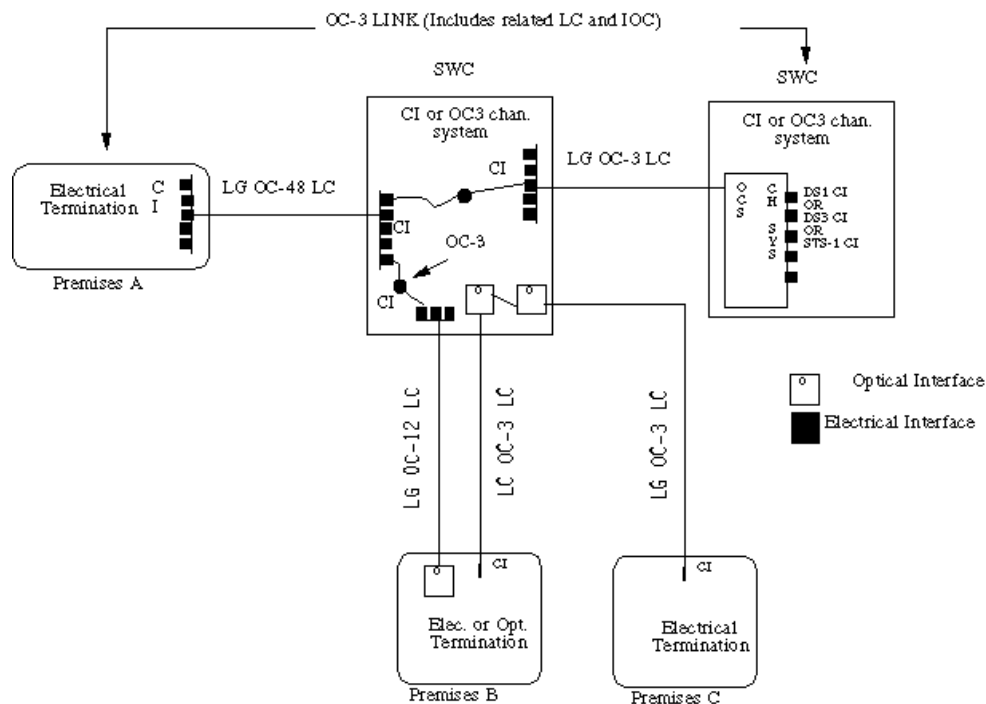 OC-3 LINK (Includes related LC and IOC)
SWC
SWC
CI or OC3 chan.
system
CI or OC3 chan.
system
Electrical
Termination
C
I
LG OC-48 LC
CI
LG OC-3 LC
O
C
S
C
H
S
Y
S
DS1 CI
OR
DS3 CI
OR
STS-1 CI
CI
OC-3
CI
Premises A
Optical Interface
Electrical Interface
LG OC-12 LC
LC OC-3 LC
LG OC-3 LC
CI
Elec. or Opt.
Termination
Premises B
CI
Electrical
Termination
Premises C